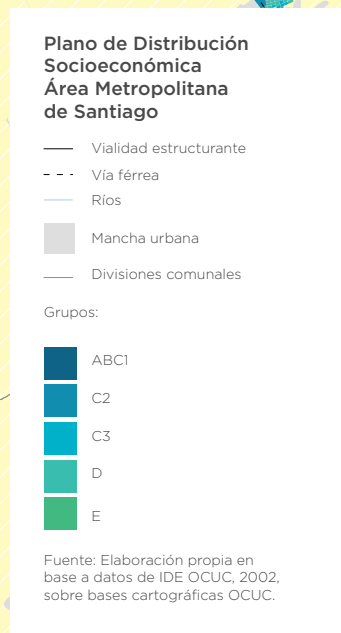 Plano de Distribución
Socioeconómica
Área Metropolitana
de Santiago
Vialidad estructurante
Vía férrea
Ríos
Mancha urbana
Divisiones comunales
Grupos:
ABC1
C2
C3
D
E
Fuente: Elaboración propia en
base a datos de IDE OCUC, 2002,
sobre bases cartográficas OCUC.